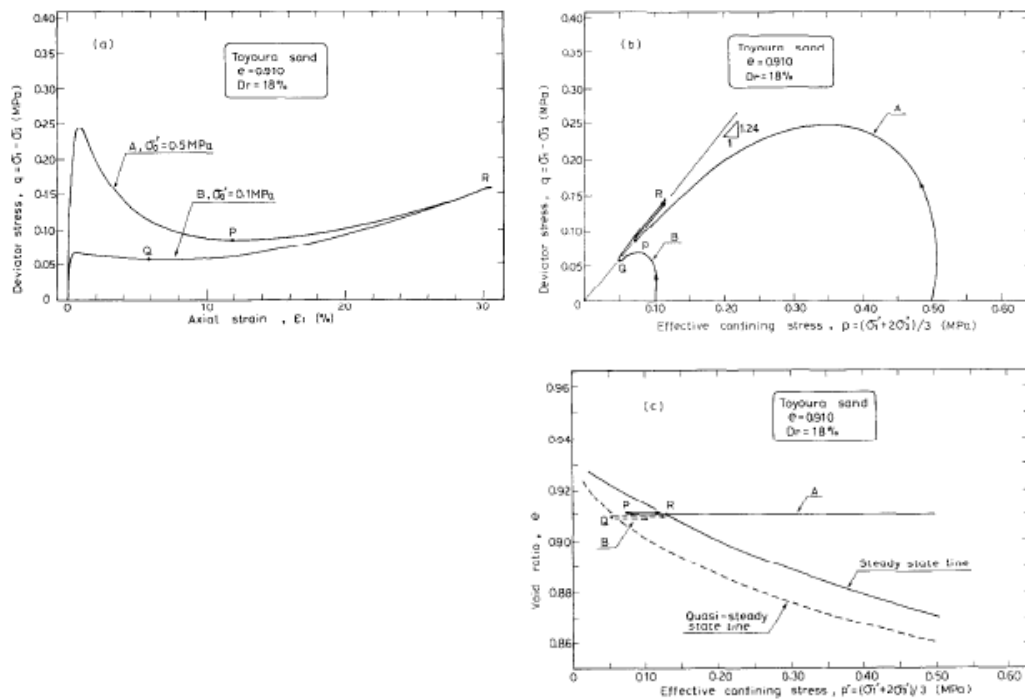 0.40
0.35
0.30
0.25
0.20
0.15
0.10
0.05
0
Deviator stress, q = σ1 - σ3 (MPa)
(a)
Toyoura sand
e = 0.910
Dr = 18%
A, σ0' = 0.5MPa
B, σ0' = 0.1MPa
P
Q
R
0 10 20 30
Axial strain, ε1 (%)
0.40
0.35
0.30
0.25
0.20
0.15
0.10
0.05
0
Deviator stress, q = σ1 - σ3 (MPa)
(b)
Toyoura sand
e = 0.910
Dr = 18%
1.24
1
A
R
P
B
Q
0.10 0.20 0.30 0.40 0.50 0.60
Effective confining stress, p = (σ1' + 2σ3')/3 (MPa)
0.96
0.94
0.92
0.90
0.88
0.86
Void ratio, e
(c)
Toyoura sand
e = 0.910
Dr = 18%
P R
A
Q
B
Steady state line
Quasi-steady
state line
0 0.10 0.20 0.30 0.40 0.50 0.60
Effective confining stress, p' = (σ1' + 2σ3')/3 (MPa)